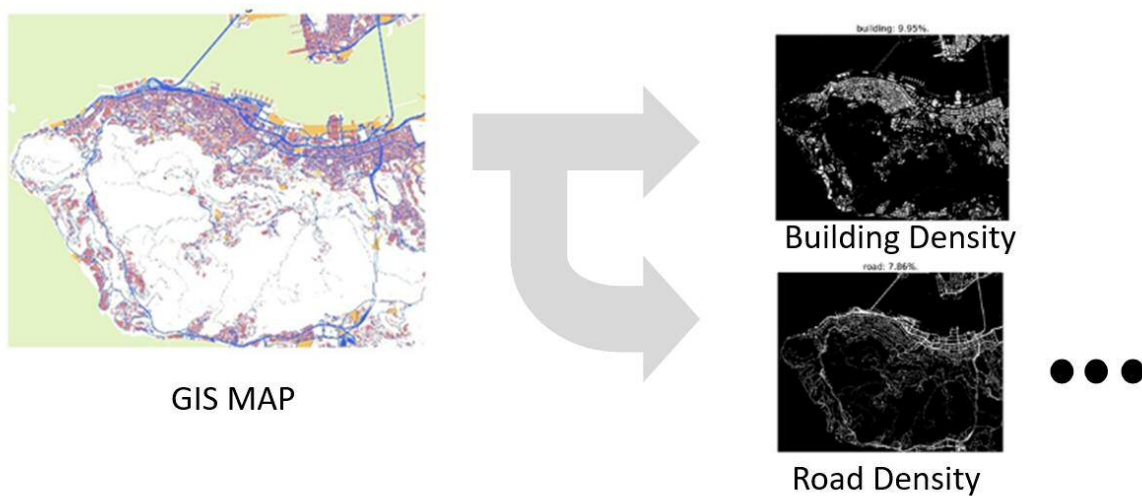 building: 9.95%.
Building Density
road: 7.86%.
GIS MAP
Road Density